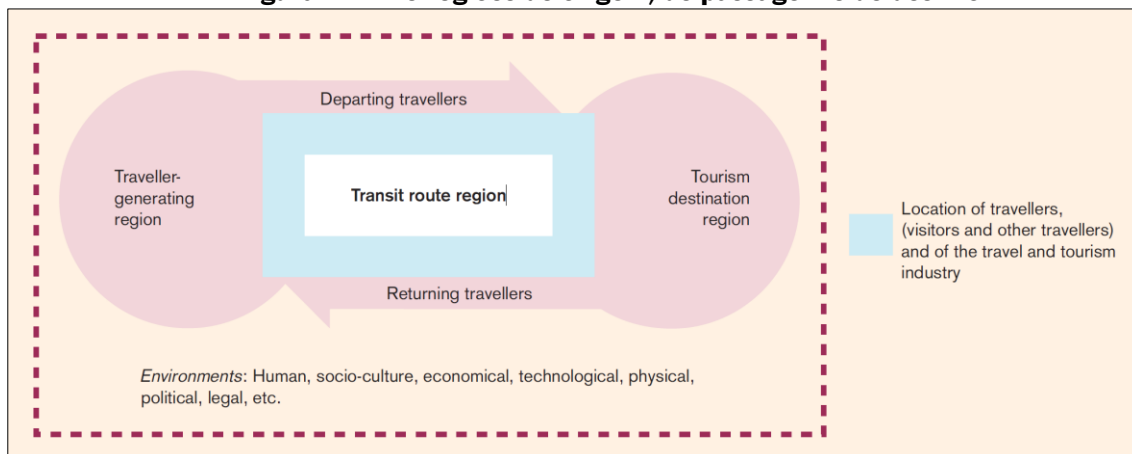 Departing travellers
Traveller-
generating
region
Transit route region
Tourism
destination
region
Returning travellers
Location of travellers,
(visitors and other travellers)
and of the travel and tourism
industry
Environments: Human, socio-culture, economical, technological, physical,
political, legal, etc.